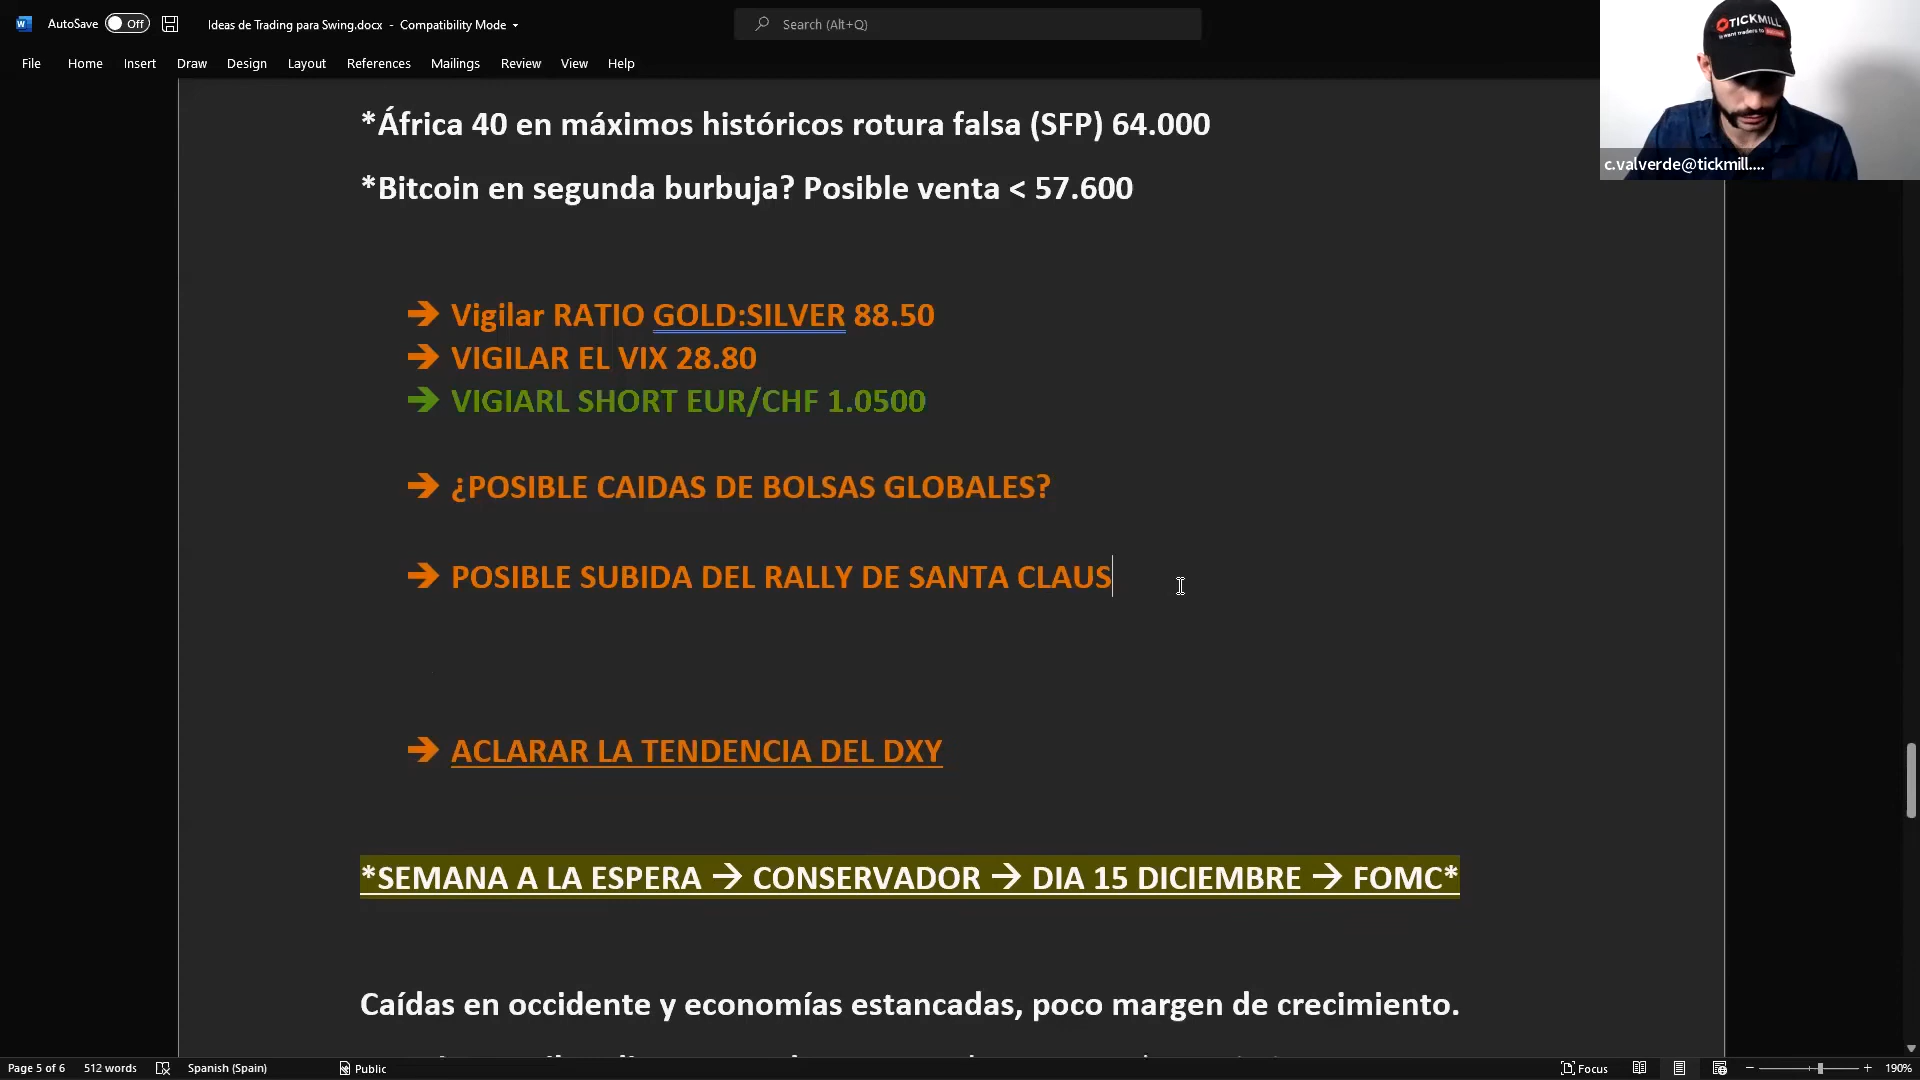 AutoSave Off Ideas de Trading para Swing.docx - Compatibility Mode Search (Alt+Q)
File Home Insert Draw Design Layout References Mailings Review View Help
TICKMILL
c.valverde@tickmill....
*África 40 en máximos históricos rotura falsa (SFP) 64.000
*Bitcoin en segunda burbuja? Posible venta < 57.600
→ Vigilar RATIO GOLD:SILVER 88.50
→ VIGILAR EL VIX 28.80
→ VIGIARL SHORT EUR/CHF 1.0500
→ ¿POSIBLE CAIDAS DE BOLSAS GLOBALES?
→ POSIBLE SUBIDA DEL RALLY DE SANTA CLAUS
→ ACLARAR LA TENDENCIA DEL DXY
*SEMANA A LA ESPERA → CONSERVADOR → DIA 15 DICIEMBRE → FOMC*
Caídas en occidente y economías estancadas, poco margen de crecimiento.
Page 5 of 6 512 words Spanish (Spain) Public Focus 190%